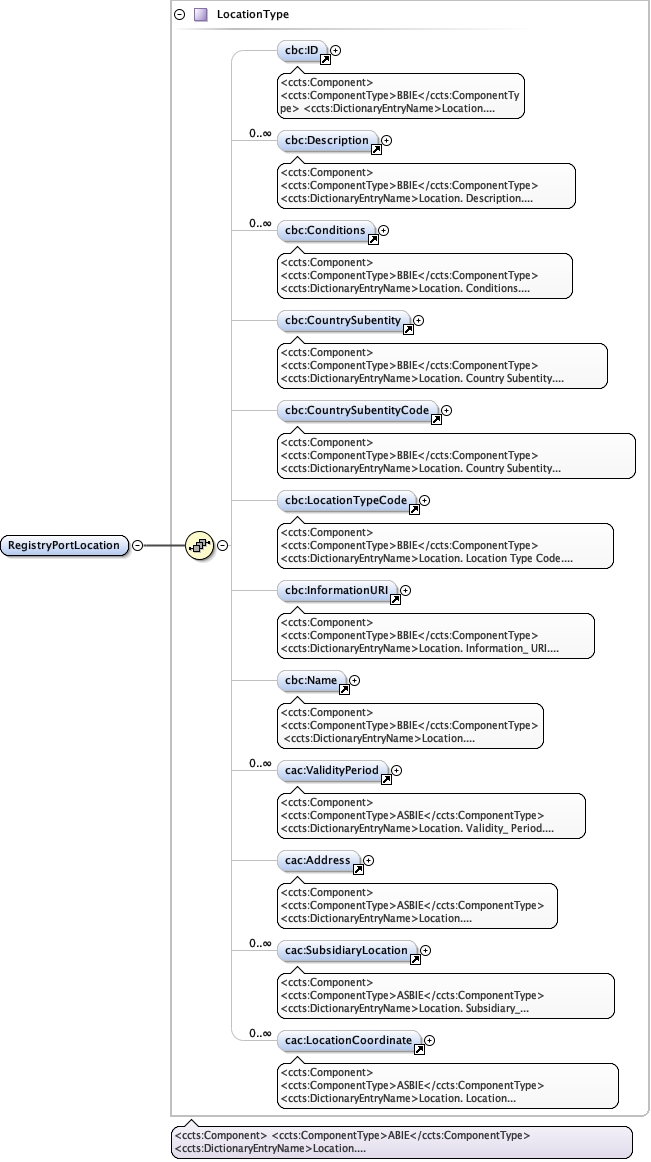 LocationType
cbc:ID
<ccts:Component>
<ccts:ComponentType>BBIE</ccts:ComponentTy
pe> <ccts:DictionaryEntryName>Location....
0..∞
cbc:Description
<ccts:Component>
<ccts:ComponentType>BBIE</ccts:ComponentType>
<ccts:DictionaryEntryName>Location. Description....
0..∞
cbc:Conditions
<ccts:Component>
<ccts:ComponentType>BBIE</ccts:ComponentType>
<ccts:DictionaryEntryName>Location. Conditions....
cbc:CountrySubentity
<ccts:Component>
<ccts:ComponentType>BBIE</ccts:ComponentType>
<ccts:DictionaryEntryName>Location. Country Subentity....
cbc:CountrySubentityCode
<ccts:Component>
<ccts:ComponentType>BBIE</ccts:ComponentType>
<ccts:DictionaryEntryName>Location. Country Subentity...
cbc:LocationTypeCode
<ccts:Component>
<ccts:ComponentType>BBIE</ccts:ComponentType>
<ccts:DictionaryEntryName>Location. Location Type Code....
RegistryPortLocation
cbc:InformationURI
<ccts:Component>
<ccts:ComponentType>BBIE</ccts:ComponentType>
<ccts:DictionaryEntryName>Location. Information_ URI....
cbc:Name
<ccts:Component>
<ccts:ComponentType>BBIE</ccts:ComponentType>
<ccts:DictionaryEntryName>Location....
0..∞
cac:ValidityPeriod
<ccts:Component>
<ccts:ComponentType>ASBIE</ccts:ComponentType>
<ccts:DictionaryEntryName>Location. Validity_ Period....
cac:Address
<ccts:Component>
<ccts:ComponentType>ASBIE</ccts:ComponentType>
<ccts:DictionaryEntryName>Location....
0..∞
cac:SubsidiaryLocation
<ccts:Component>
<ccts:ComponentType>ASBIE</ccts:ComponentType>
<ccts:DictionaryEntryName>Location. Subsidiary_...
0..∞
cac:LocationCoordinate
<ccts:Component>
<ccts:ComponentType>ASBIE</ccts:ComponentType>
<ccts:DictionaryEntryName>Location. Location...
<ccts:Component> <ccts:ComponentType>ABIE</ccts:ComponentType>
<ccts:DictionaryEntryName>Location....